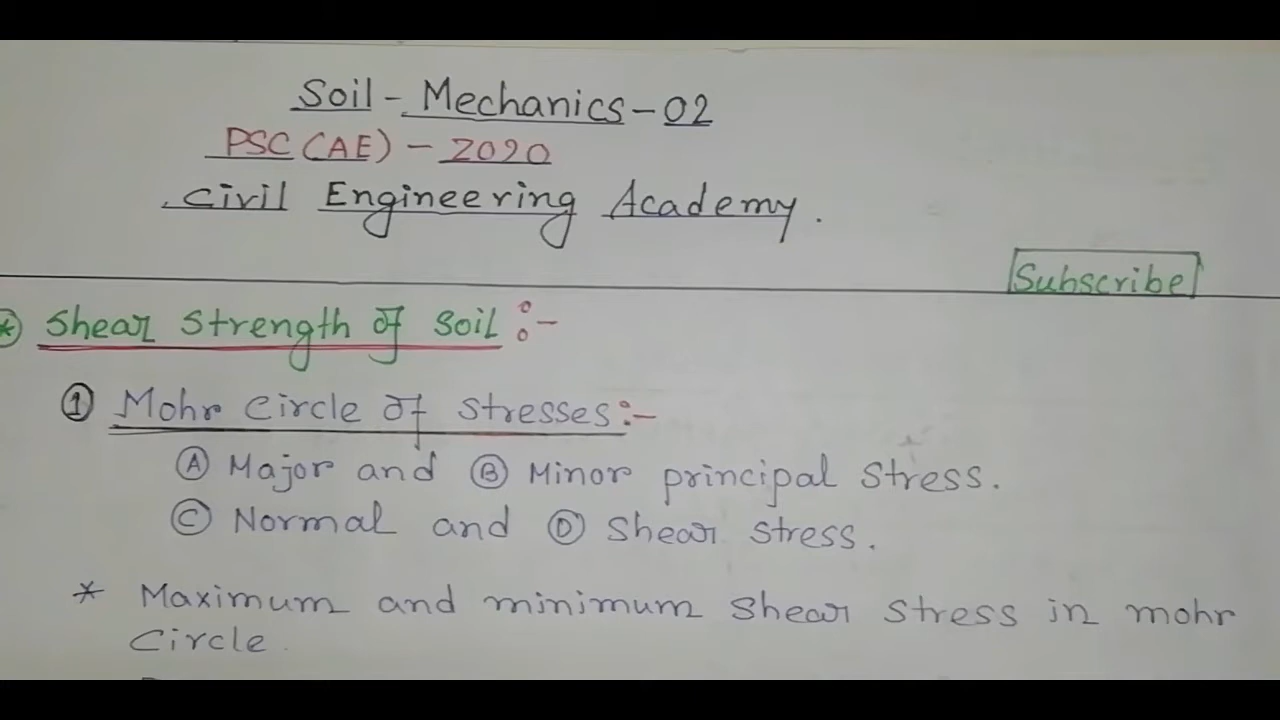 Soil - Mechanics - 02
PSC (AE) - 2020
Civil Engineering Academy.
Subscribe
Shear Strength of Soil :-
① Mohr Circle of Stresses :-
Ⓐ Major and Ⓑ Minor principal Stress.
Ⓒ Normal and Ⓓ Shear Stress.
* Maximum and minimum Shear Stress in mohr
Circle.